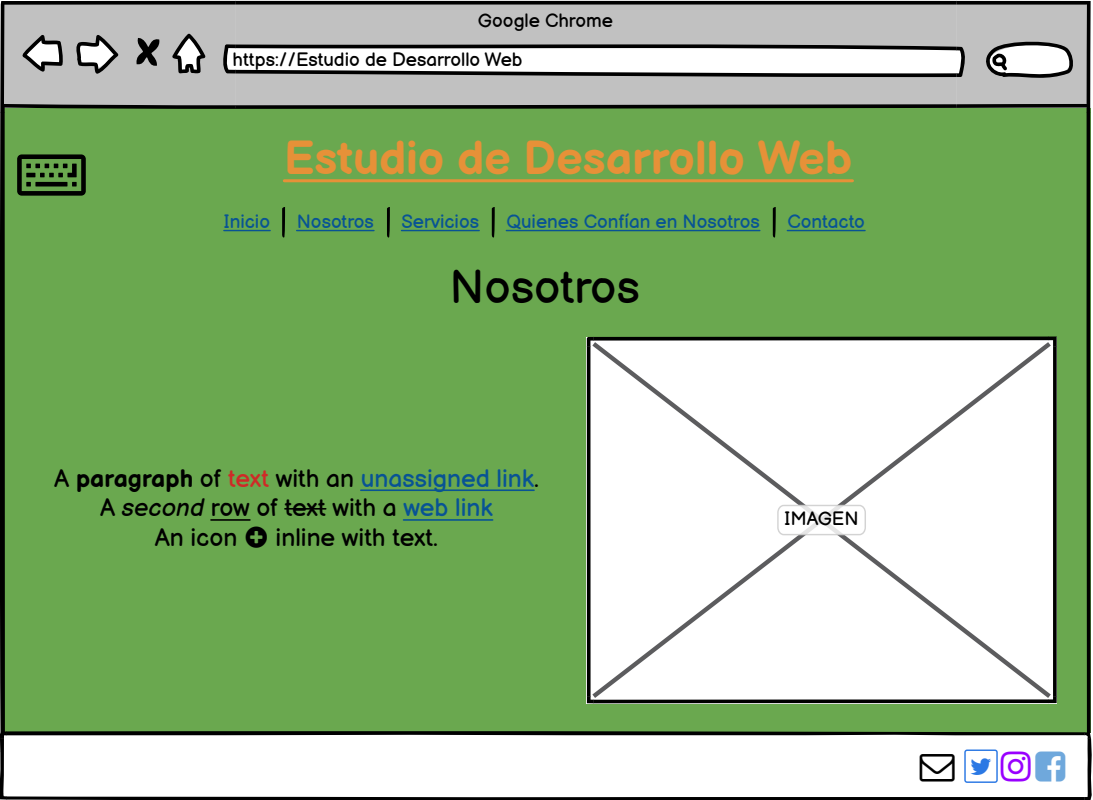 Google Chrome
https://Estudio de Desarrollo Web
Estudio de Desarrollo Web
Inicio | Nosotros | Servicios | Quienes Confían en Nosotros | Contacto
Nosotros
A paragraph of text with an unassigned link.
A second row of text with a web link
An icon inline with text.
IMAGEN